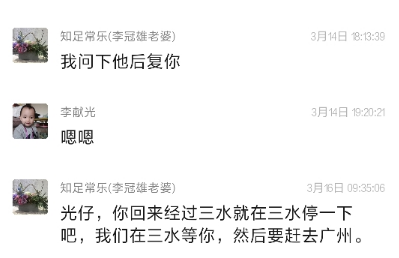 知足常乐(李冠雄老婆) 3月14日 18:13:39
我问下他后复你
李献光 3月14日 19:20:21
嗯嗯
知足常乐(李冠雄老婆) 3月16日 09:35:06
光仔，你回来经过三水就在三水停一下
吧，我们在三水等你，然后要赶去广州。